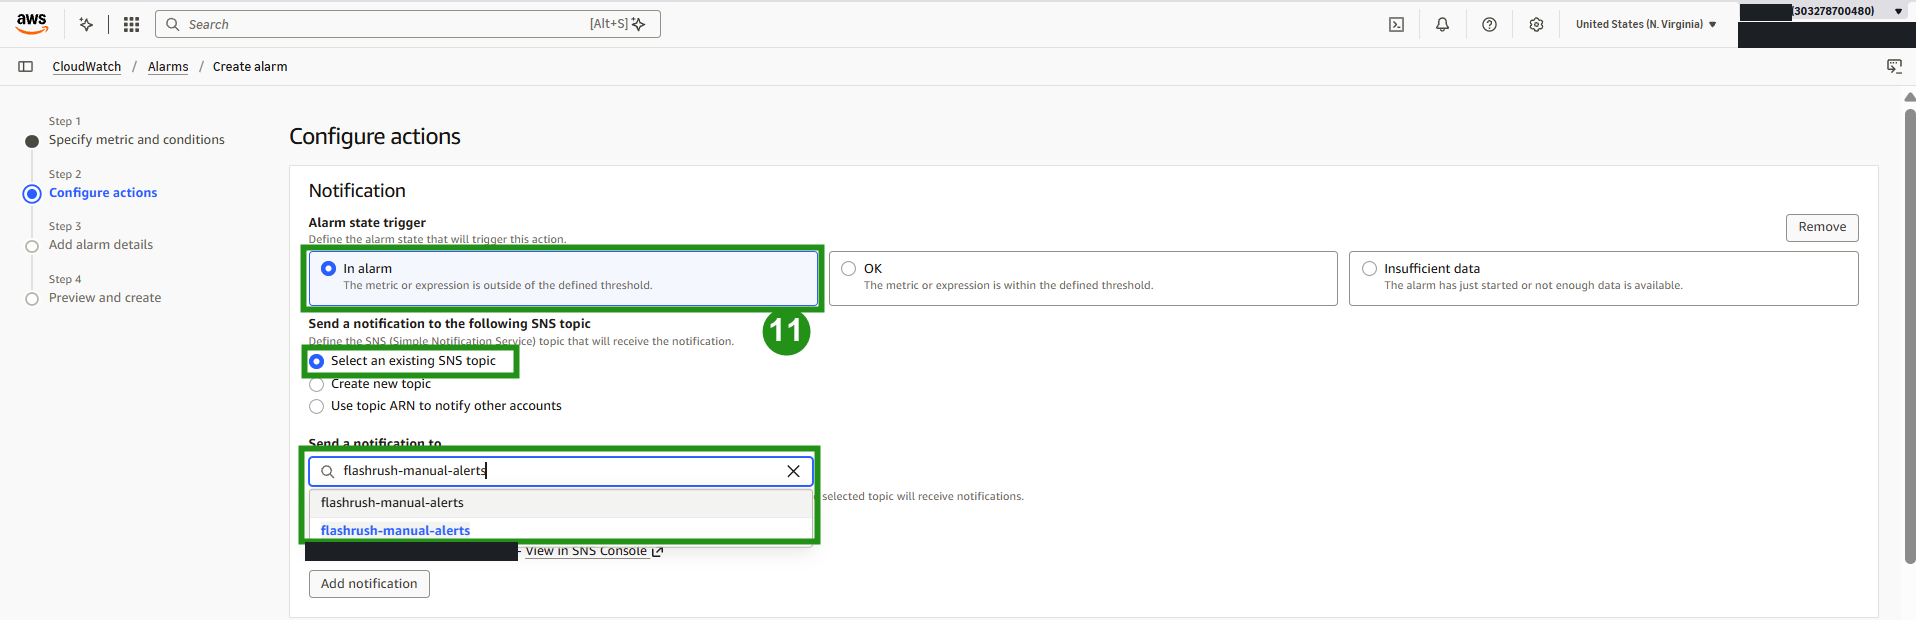 aws
Search [Alt+S]
United States (N. Virginia)
(303278700480)
CloudWatch / Alarms / Create alarm
Step 1
Specify metric and conditions
Step 2
Configure actions
Step 3
Add alarm details
Step 4
Preview and create
Configure actions
Notification
Alarm state trigger
Define the alarm state that will trigger this action.
Remove
In alarm
The metric or expression is outside of the defined threshold.
OK
The metric or expression is within the defined threshold.
Insufficient data
The alarm has just started or not enough data is available.
11
Send a notification to the following SNS topic
Define the SNS (Simple Notification Service) topic that will receive the notification.
Select an existing SNS topic
Create new topic
Use topic ARN to notify other accounts
Send a notification to
flashrush-manual-alerts
flashrush-manual-alerts
selected topic will receive notifications.
flashrush-manual-alerts
- View in SNS Console
Add notification